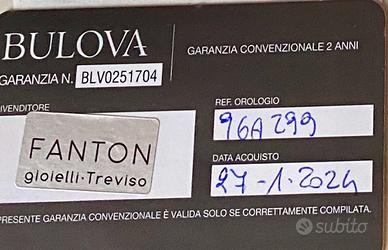 BULOVA
GARANZIA CONVENZIONALE 2 ANNI
GARANZIA N. BLV0251704
RIVENDITORE
REF. OROLOGIO
96A299
FANTON
gioielli·Treviso
DATA ACQUISTO
27-1-2024
PRESENTE GARANZIA CONVENZIONALE È VALIDA SOLO SE CORRETTAMENTE COMPILATA.
subito